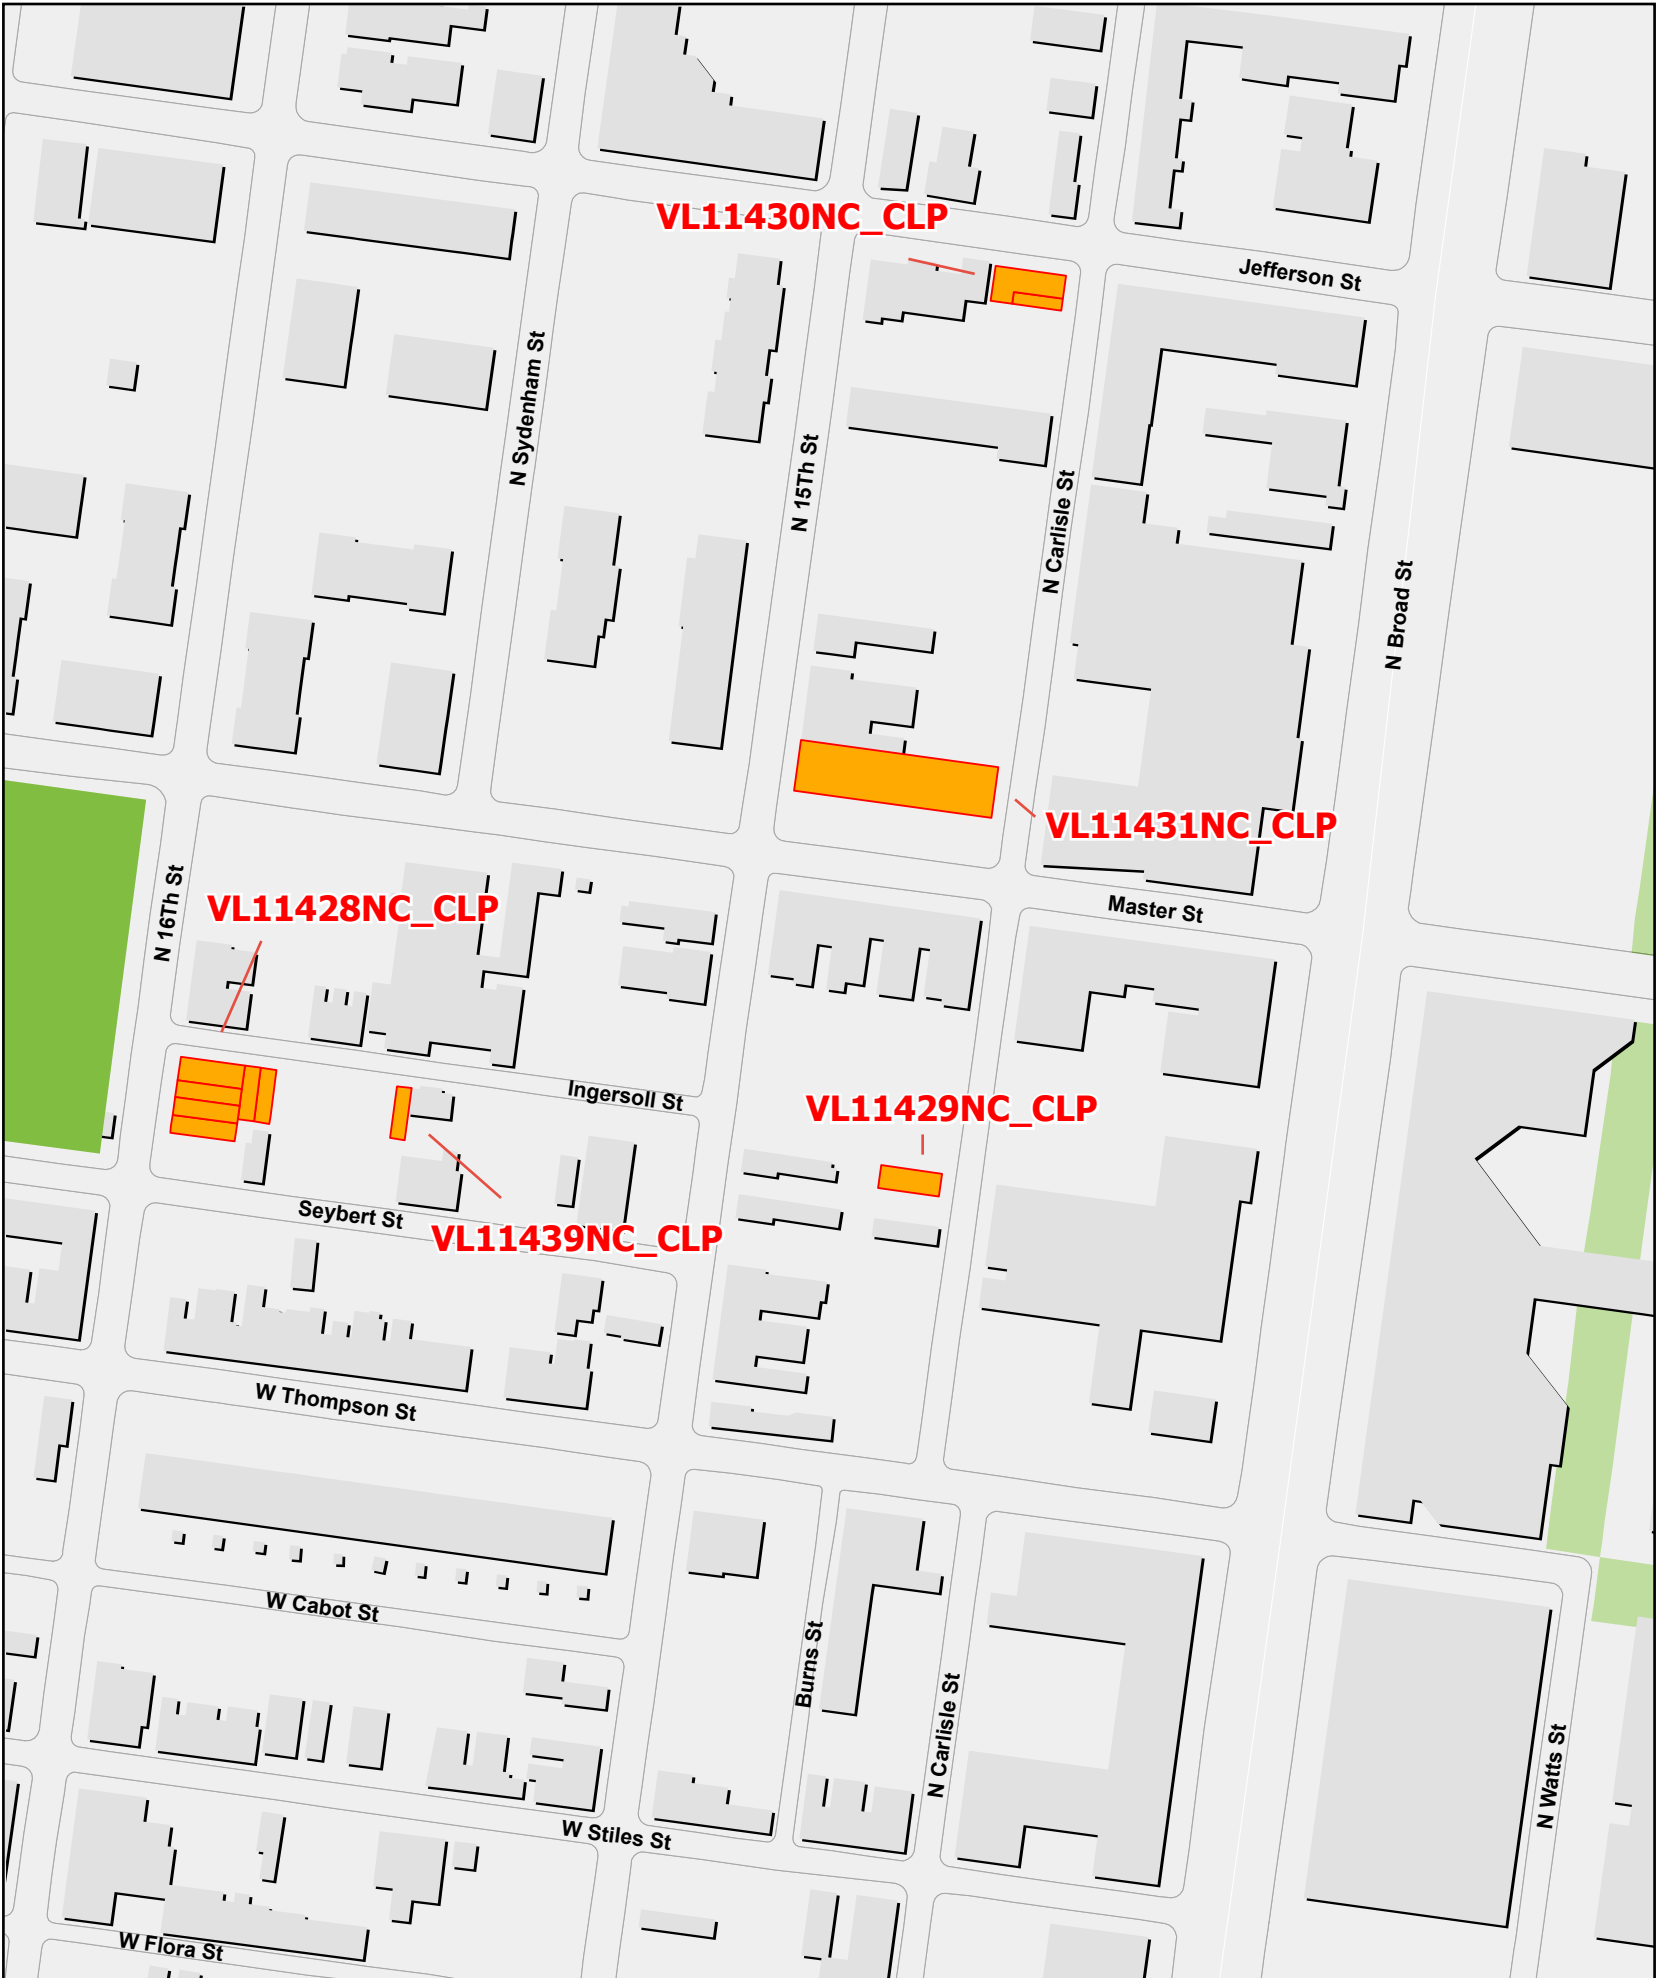 VL11430NC_CLP
Jefferson St
N Sydenham St
N 15Th St
N Carlisle St
N Broad St
VL11431NC_CLP
N 16Th St
VL11428NC_CLP
Master St
Ingersoll St
VL11429NC_CLP
Seybert St
VL11439NC_CLP
W Thompson St
W Cabot St
Burns St
N Carlisle St
N Watts St
W Stiles St
W Flora St